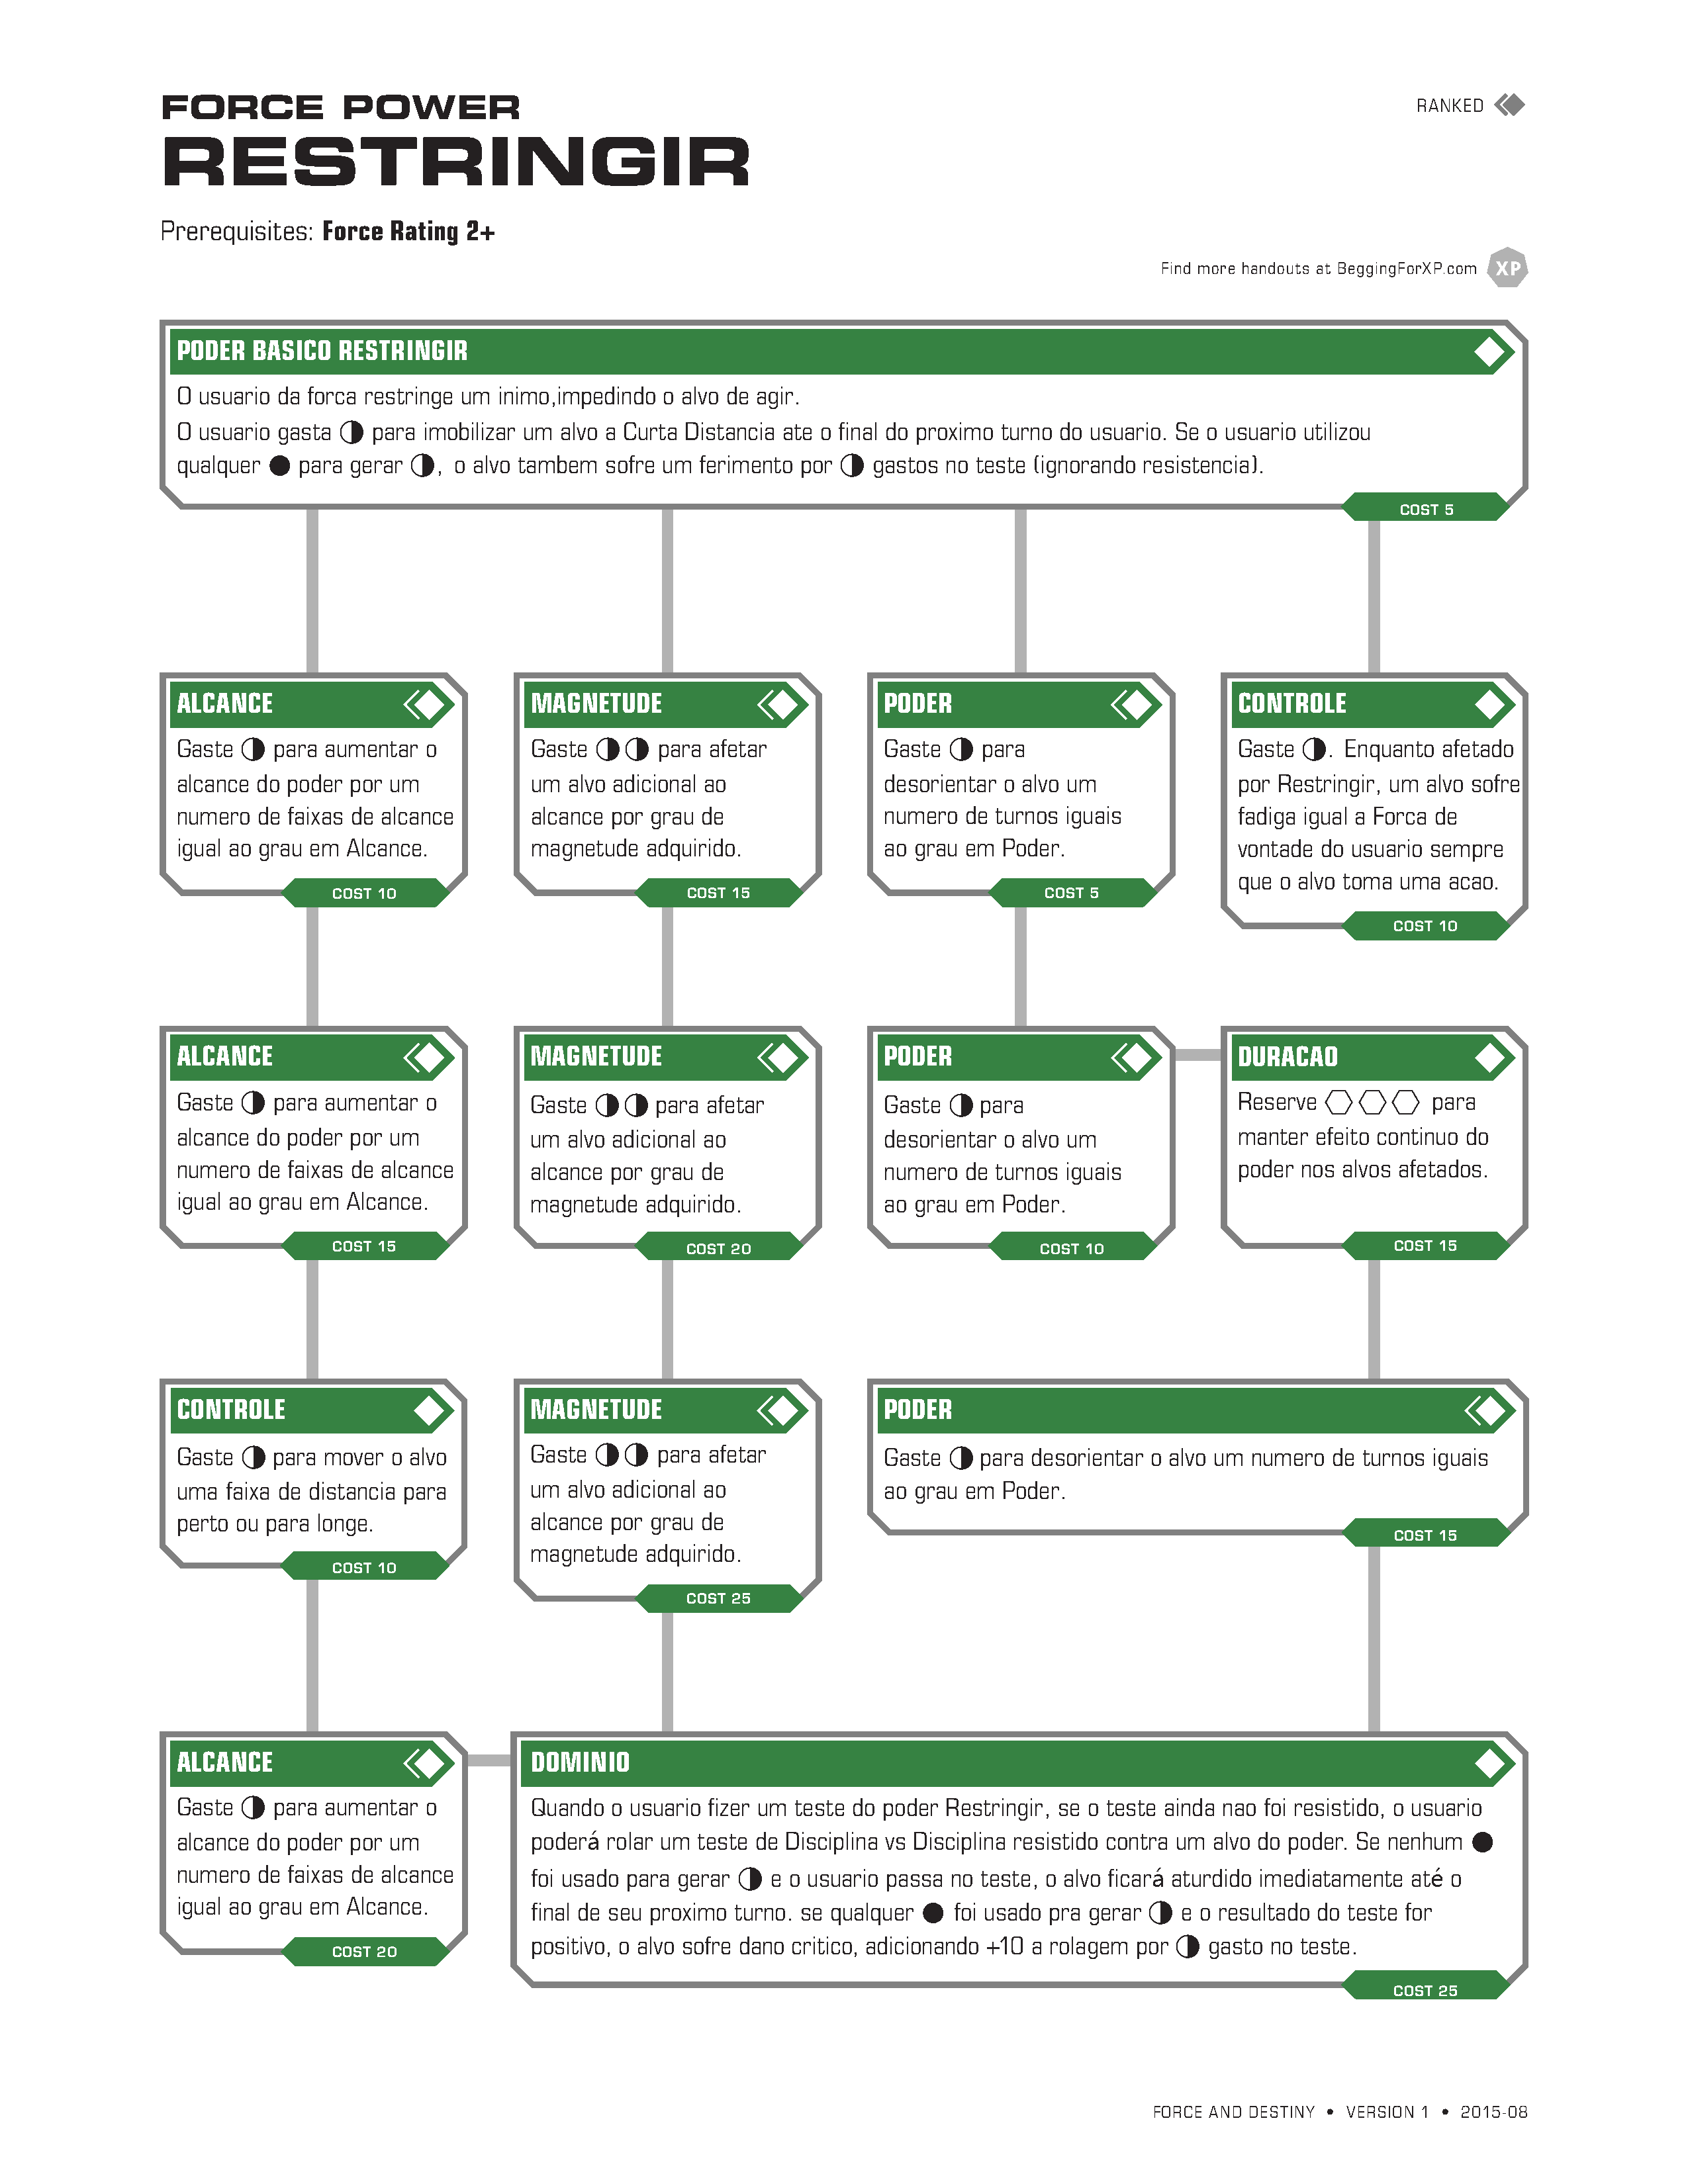 FORCE POWER
RESTRINGIR
RANKED
Prerequisites: Force Rating 2+
Find more handouts at BeggingForXP.com XP
PODER BASICO RESTRINGIR
O usuario da forca restringe um inimo,impedindo o alvo de agir.
O usuario gasta para imobilizar um alvo a Curta Distancia ate o final do proximo turno do usuario. Se o usuario utilizou
qualquer para gerar , o alvo tambem sofre um ferimento por gastos no teste (ignorando resistencia).
COST 5
ALCANCE
Gaste para aumentar o
alcance do poder por um
numero de faixas de alcance
igual ao grau em Alcance.
COST 10
MAGNETUDE
Gaste para afetar
um alvo adicional ao
alcance por grau de
magnetude adquirido.
COST 15
PODER
Gaste para
desorientar o alvo um
numero de turnos iguais
ao grau em Poder.
COST 5
CONTROLE
Gaste . Enquanto afetado
por Restringir, um alvo sofre
fadiga igual a Forca de
vontade do usuario sempre
que o alvo toma uma acao.
COST 10
ALCANCE
Gaste para aumentar o
alcance do poder por um
numero de faixas de alcance
igual ao grau em Alcance.
COST 15
MAGNETUDE
Gaste para afetar
um alvo adicional ao
alcance por grau de
magnetude adquirido.
COST 20
PODER
Gaste para
desorientar o alvo um
numero de turnos iguais
ao grau em Poder.
COST 10
DURACAO
Reserve para
manter efeito continuo do
poder nos alvos afetados.
COST 15
CONTROLE
Gaste para mover o alvo
uma faixa de distancia para
perto ou para longe.
COST 10
MAGNETUDE
Gaste para afetar
um alvo adicional ao
alcance por grau de
magnetude adquirido.
COST 25
PODER
Gaste para desorientar o alvo um numero de turnos iguais
ao grau em Poder.
COST 15
ALCANCE
Gaste para aumentar o
alcance do poder por um
numero de faixas de alcance
igual ao grau em Alcance.
COST 20
DOMINIO
Quando o usuario fizer um teste do poder Restringir, se o teste ainda nao foi resistido, o usuario
poderá rolar um teste de Disciplina vs Disciplina resistido contra um alvo do poder. Se nenhum
foi usado para gerar e o usuario passa no teste, o alvo ficará aturdido imediatamente até o
final de seu proximo turno. se qualquer foi usado pra gerar e o resultado do teste for
positivo, o alvo sofre dano critico, adicionando +10 a rolagem por gasto no teste.
COST 25
FORCE AND DESTINY • VERSION 1 • 2015-08